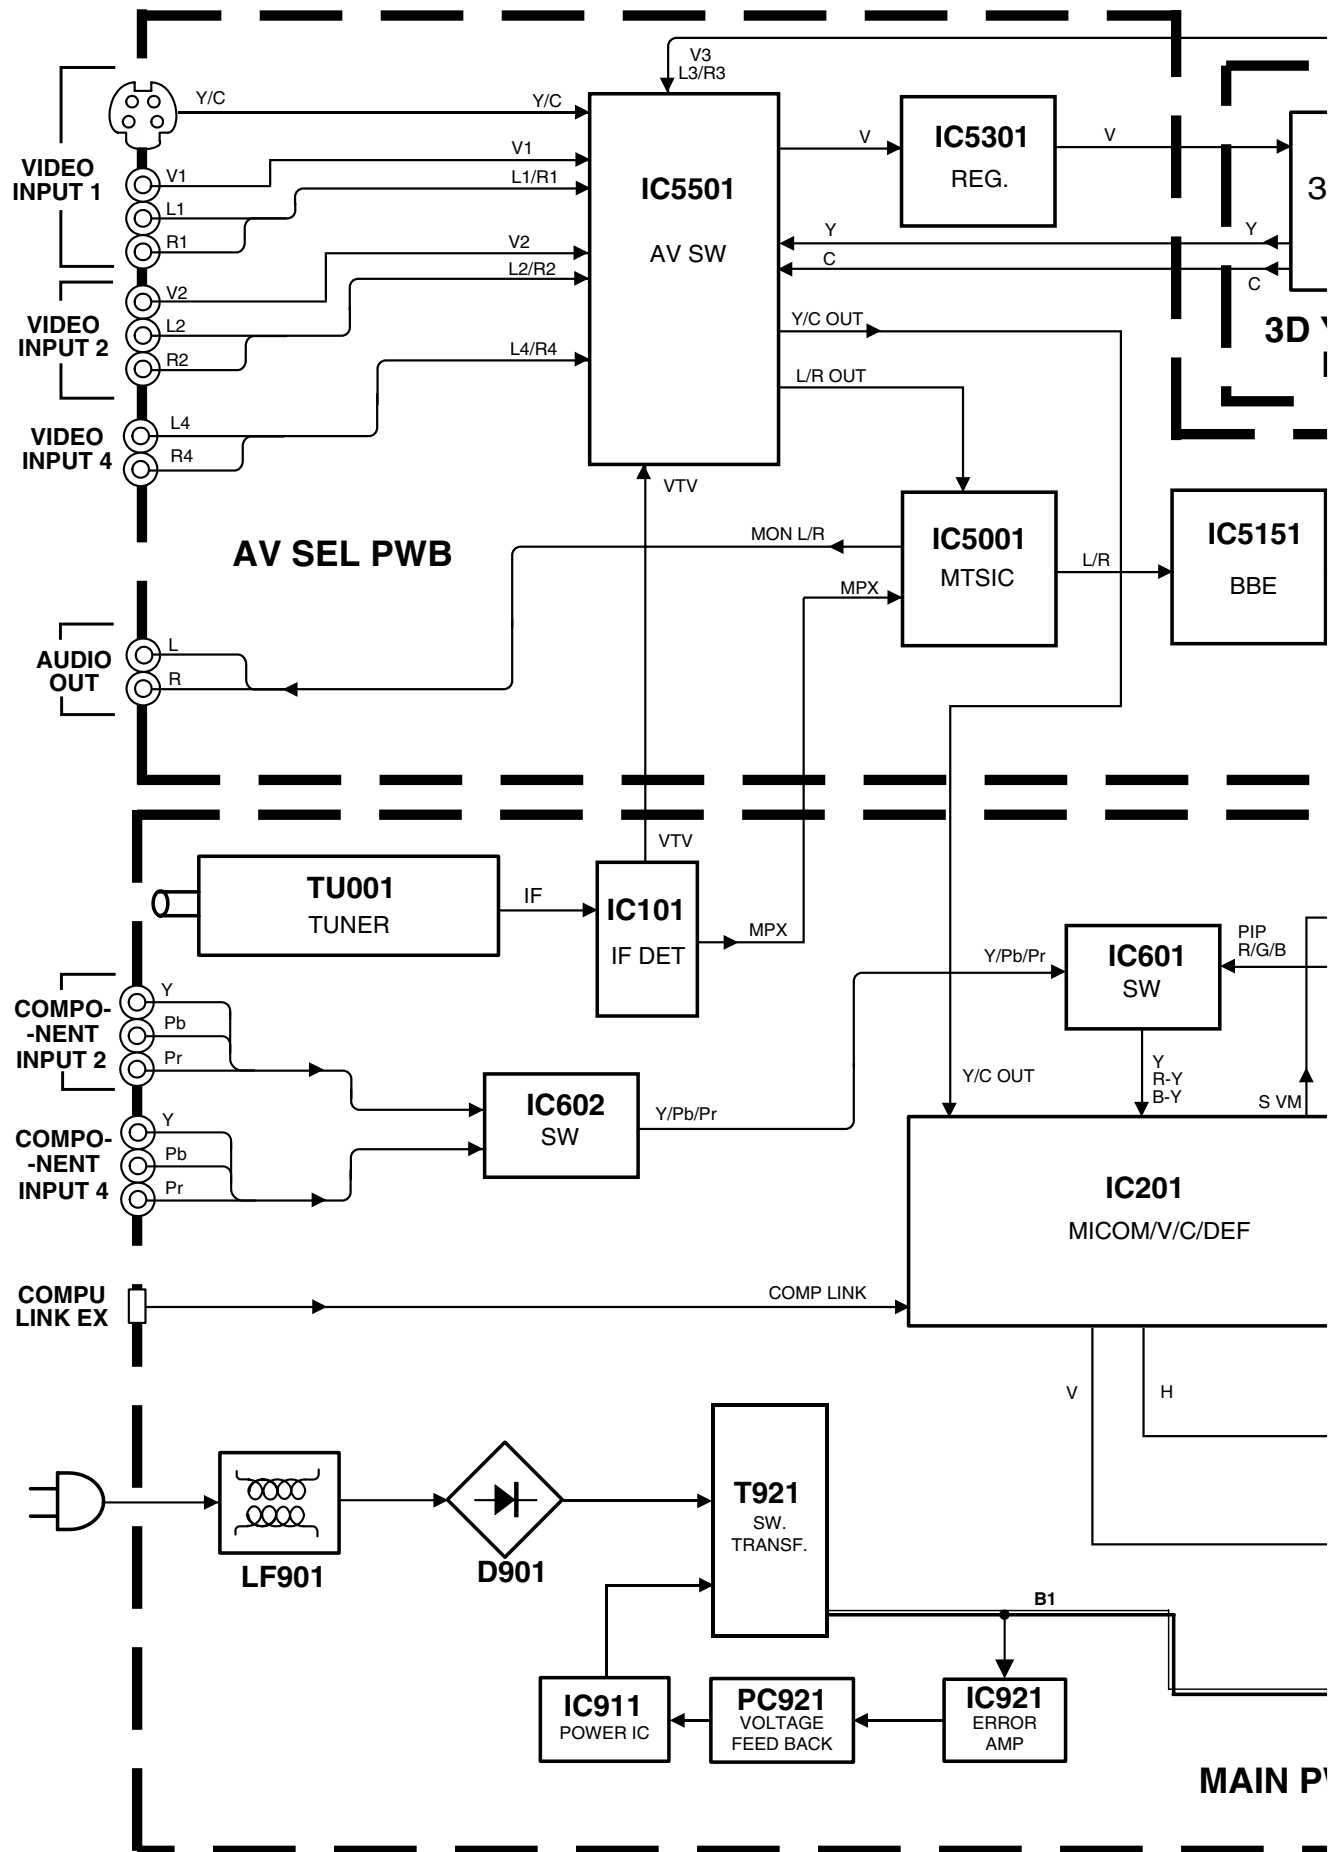 V3
L3/R3
Y/C
Y/C
VIDEO
INPUT 1
V1
V1
L1/R1
L1
R1
IC5501
AV SW
V
IC5301
REG.
V
3
Y
C
Y
C
V2
L2/R2
VIDEO
INPUT 2
V2
L2
R2
Y/C OUT
3D
L/R OUT
L4/R4
VIDEO
INPUT 4
L4
R4
VTV
AV SEL PWB
MON L/R
IC5001
MTSIC
MPX
L/R
IC5151
BBE
AUDIO
OUT
L
R
VTV
TU001
TUNER
IF
IC101
IF DET
MPX
Y/Pb/Pr
IC601
SW
PIP
R/G/B
COMPO-
-NENT
INPUT 2
Y
Pb
Pr
Y/C OUT
Y
R-Y
B-Y
S VM
IC602
SW
Y/Pb/Pr
COMPO-
-NENT
INPUT 4
Y
Pb
Pr
IC201
MICOM/V/C/DEF
COMPU
LINK EX
COMP LINK
V
H
T921
SW.
TRANSF.
LF901
D901
B1
IC911
POWER IC
PC921
VOLTAGE
FEED BACK
IC921
ERROR
AMP
MAIN